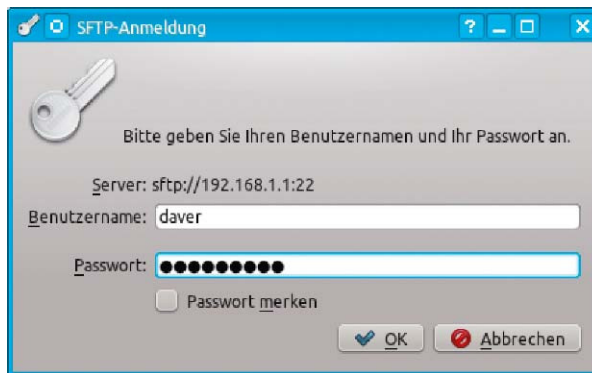 SFTP-Anmeldung
Bitte geben Sie Ihren Benutzernamen und Ihr Passwort an.
Server: sftp://192.168.1.1:22
Benutzername: daver
Passwort: ●●●●●●●●●
Passwort merken
OK Abbrechen